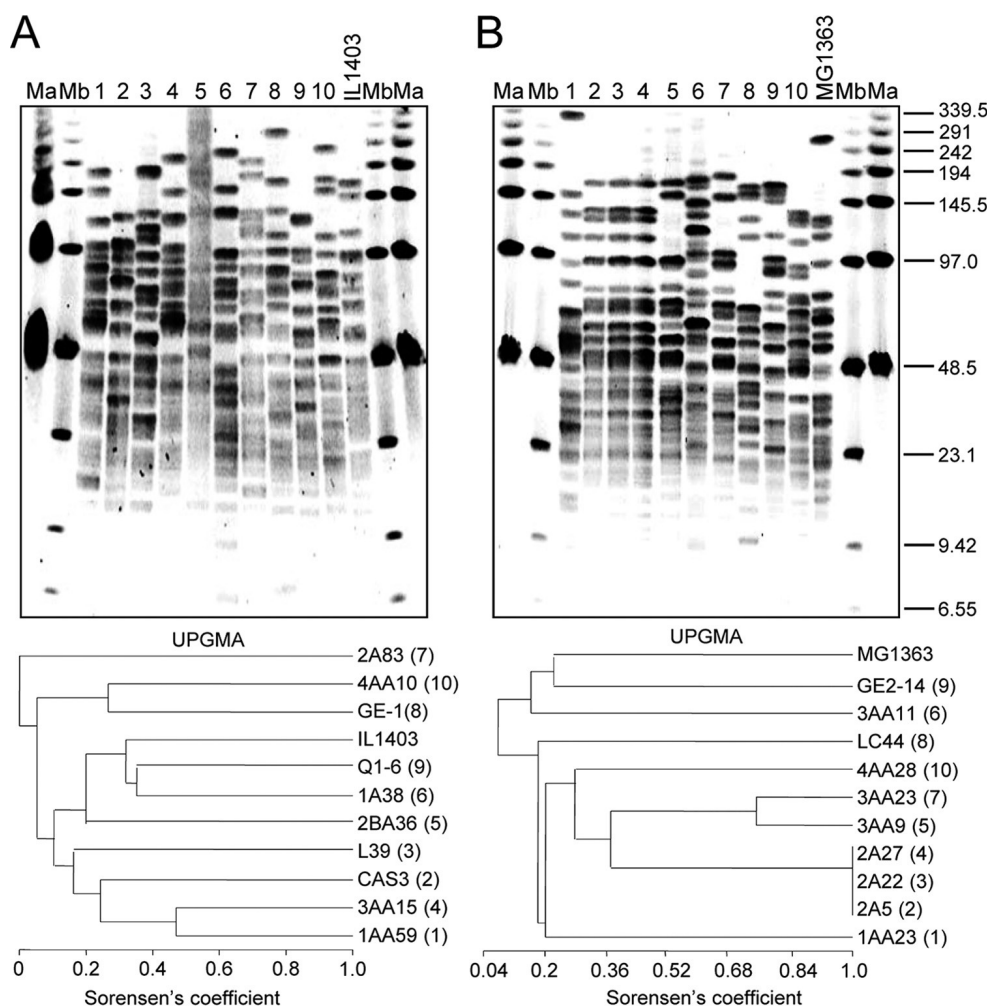 A
Ma Mb 1 2 3 4 5 6 7 8 9 10 IL1403 Mb Ma
B
Ma Mb 1 2 3 4 5 6 7 8 9 10 MG1363 Mb Ma
339.5
291
242
194
145.5
97.0
48.5
23.1
9.42
6.55
UPGMA
2A83 (7)
4AA10 (10)
GE-1(8)
IL1403
Q1-6 (9)
1A38 (6)
2BA36 (5)
L39 (3)
CAS3 (2)
3AA15 (4)
1AA59 (1)
0 0.2 0.4 0.6 0.8 1.0
Sorensen's coefficient
UPGMA
MG1363
GE2-14 (9)
3AA11 (6)
LC44 (8)
4AA28 (10)
3AA23 (7)
3AA9 (5)
2A27 (4)
2A22 (3)
2A5 (2)
1AA23 (1)
0.04 0.2 0.36 0.52 0.68 0.84 1.0
Sorensen's coefficient